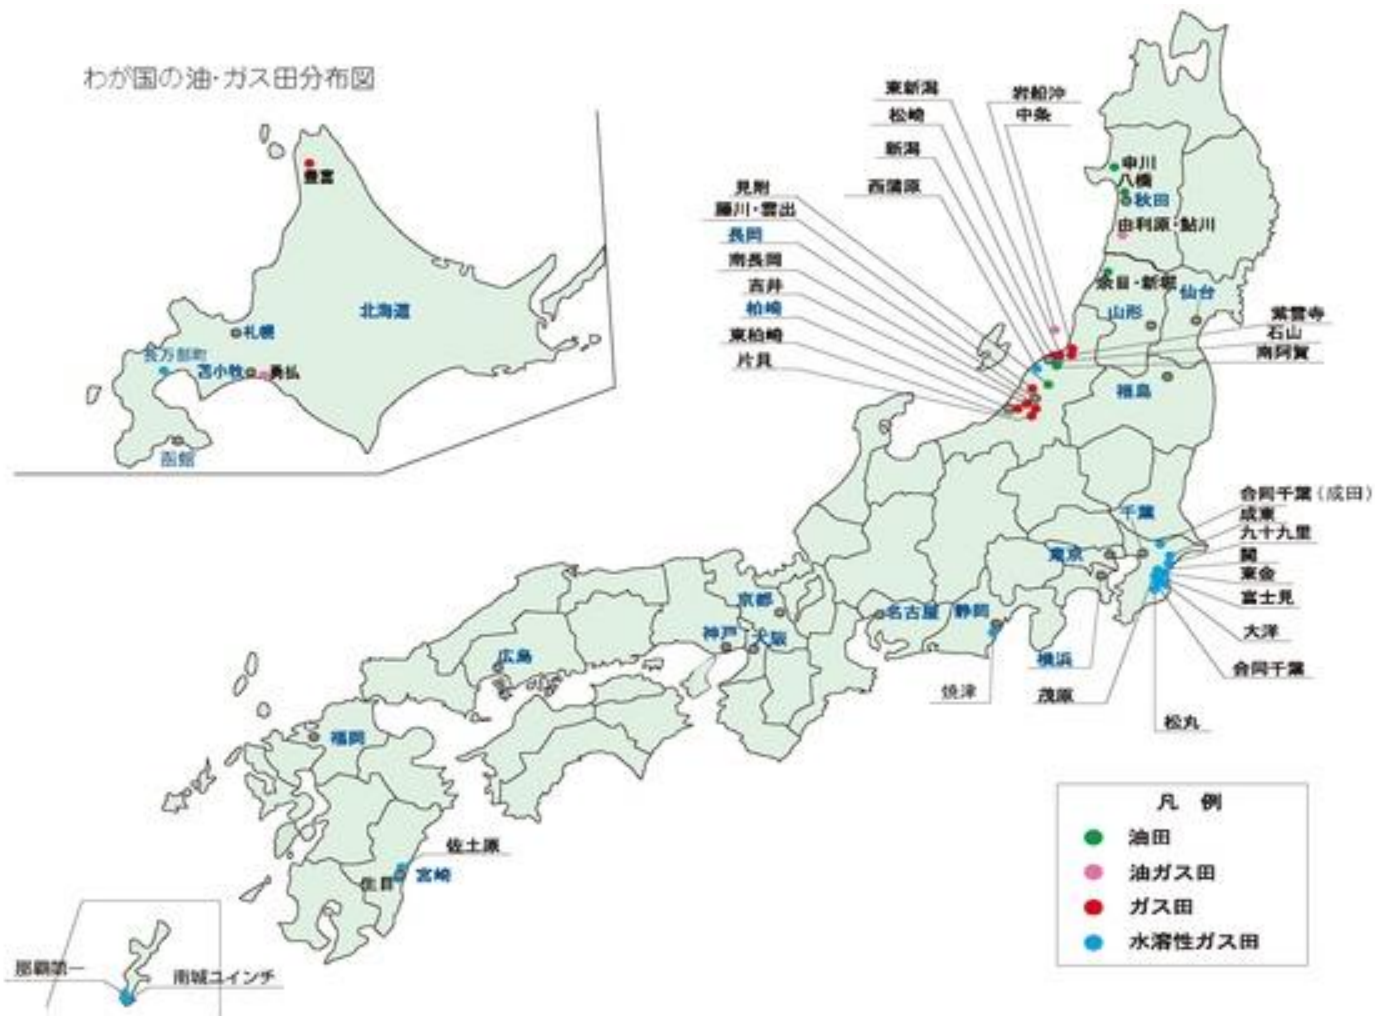 わが国の油・ガス田分布図
豊富
北海道
札幌
長万部町
苫小牧
勇払
函館
東新潟
松崎
新潟
西蒲原
岩船沖
中条
見附
藤川・雲出
長岡
南長岡
吉井
柏崎
東柏崎
片貝
申川
八橋
秋田
由利原・鮎川
余目・新堀
山形
仙台
紫雲寺
石山
南阿賀
福島
合同千葉(成田)
成東
九十九里
関
東金
富士見
大洋
合同千葉
松丸
茂原
横浜
千葉
東京
静岡
焼津
名古屋
京都
神戸
大阪
広島
福岡
佐土原
宮崎
生目
那覇第一
南城ユインチ
凡 例
油田
油ガス田
ガス田
水溶性ガス田